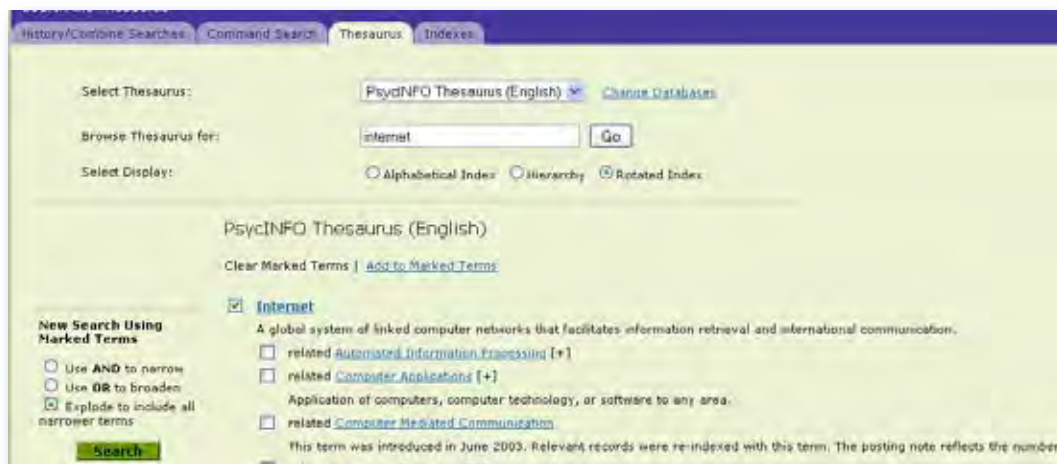 History/Combine Searches Command Search Thesaurus Indexes
Select Thesaurus: PsycINFO Thesaurus (English) Change Databases
Browse Thesaurus for: internet Go
Select Display: Alphabetical Index Hierarchy Rotated Index
PsycINFO Thesaurus (English)
Clear Marked Terms | Add to Marked Terms
Internet
A global system of linked computer networks that facilitates information retrieval and international communication.
related Automated Information Processing [+]
related Computer Applications [+]
Application of computers, computer technology, or software to any area.
related Computer Mediated Communication
This term was introduced in June 2003. Relevant records were re-indexed with this term. The posting note reflects the number
New Search Using
Marked Terms
Use AND to narrow
Use OR to broaden
Explode to include all
narrower terms
Search